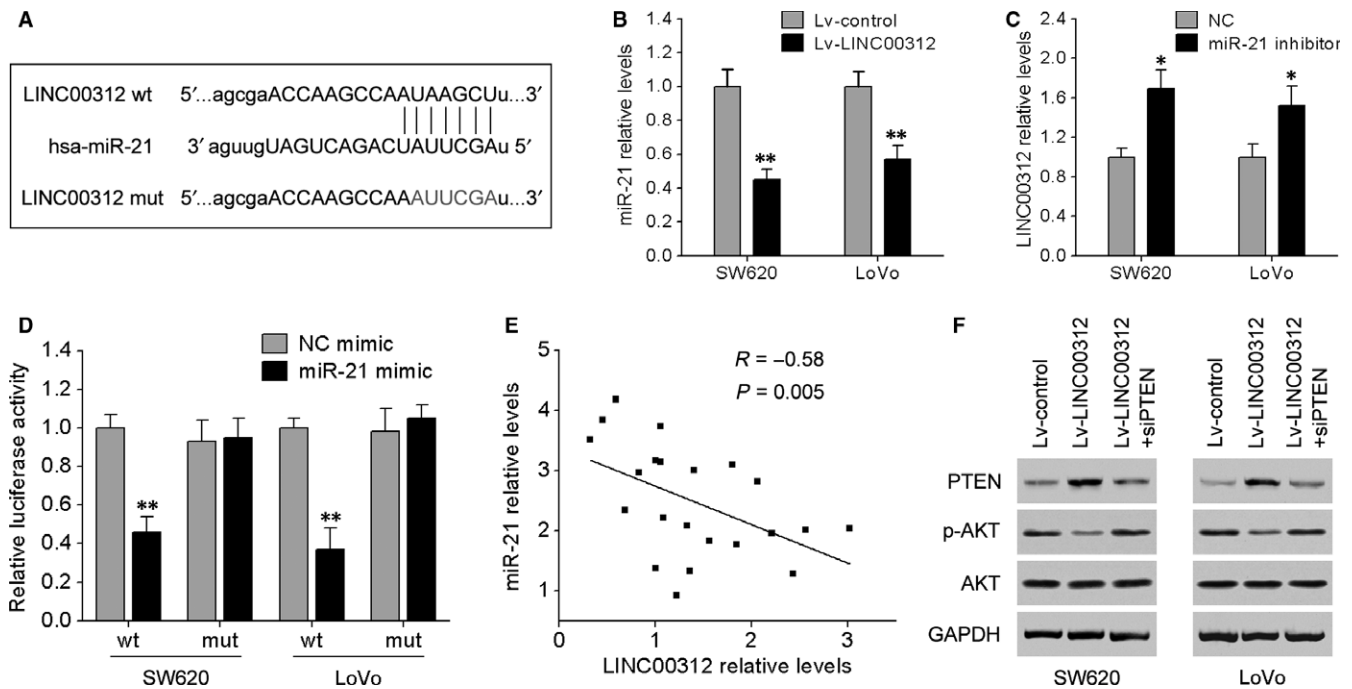 A
LINC00312 wt 5′...agcgaACCAAGCCAAUAAGCUu...3′
hsa-miR-21 3′ aguugUAGUCAGACUAUUCGAu 5′
LINC00312 mut 5′...agcgaACCAAGCCAAAUUCGAu...3′
B
Lv-control
Lv-LINC00312
miR-21 relative levels
1.4
1.2
1.0
0.8
0.6
0.4
0.2
0.0
**
**
SW620 LoVo
C
NC
miR-21 inhibitor
LINC00312 relative levels
2.4
2.0
1.6
1.2
0.8
0.4
0.0
*
*
SW620 LoVo
D
NC mimic
miR-21 mimic
Relative luciferase activity
1.4
1.2
1.0
0.8
0.6
0.4
0.2
0.0
**
**
wt mut wt mut
SW620 LoVo
E
R = −0.58
P = 0.005
miR-21 relative levels
5
4
3
2
1
0 1 2 3
LINC00312 relative levels
F
Lv-control
Lv-LINC00312
Lv-LINC00312
+siPTEN
Lv-control
Lv-LINC00312
Lv-LINC00312
+siPTEN
PTEN
p-AKT
AKT
GAPDH
SW620 LoVo